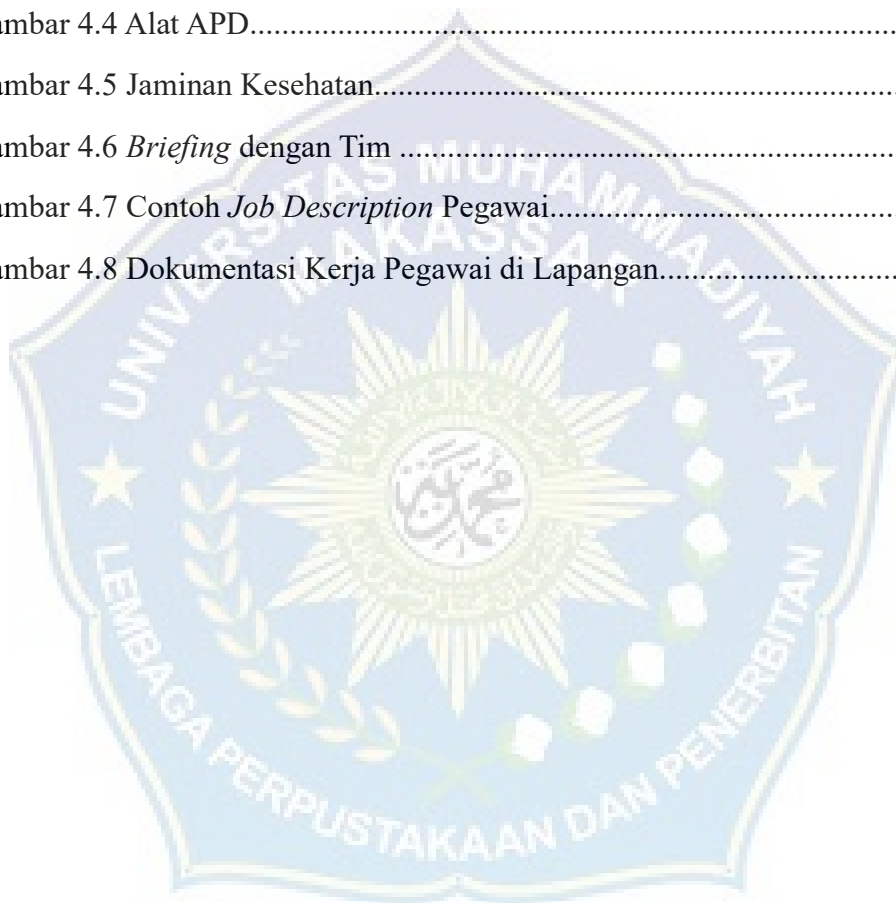 ambar 4.4 Alat APD................................................................................
ambar 4.5 Jaminan Kesehatan................................................................
ambar 4.6 Briefing dengan Tim .............................................................
ambar 4.7 Contoh Job Description Pegawai...........................................
ambar 4.8 Dokumentasi Kerja Pegawai di Lapangan.............................
UNIVERSITAS MUHAMMADIYAH
MAKASSAR
LEMBAGA PERPUSTAKAAN DAN PENERBITAN